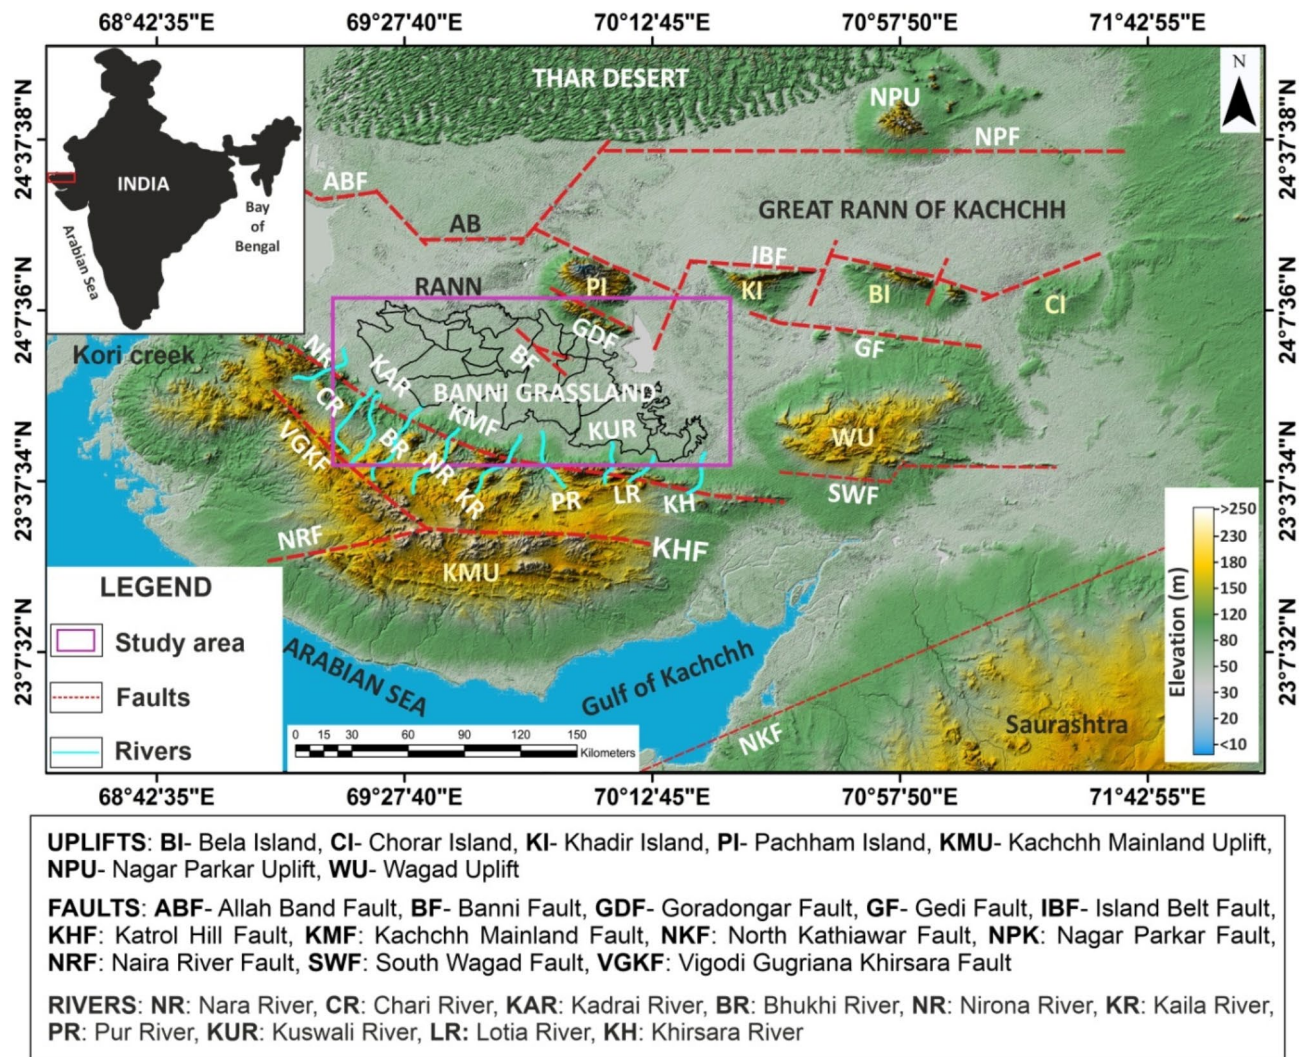 68°42'35"E 69°27'40"E 70°12'45"E 70°57'50"E 71°42'55"E
THAR DESERT
N
NPU
24°37'38"N
24°37'38"N
NPF
INDIA
ABF
Bay
of
Bengal
Arabian Sea
AB
GREAT RANN OF KACHCHH
IBF
RANN
PI
KI
BI
CI
24°7'36"N
24°7'36"N
GDF
Kori creek
NR
BF
GF
KAR
CR
BANNI GRASSLAND
KMF
KUR
VGKF
BR
WU
NR
KR
PR
LR
KH
SWF
23°37'34"N
23°37'34"N
NRF
KHF
KMU
LEGEND
Study area
Faults
Rivers
23°7'32"N
23°7'32"N
ARABIAN SEA
Gulf of Kachchh
NKF
Saurashtra
0 15 30 60 90 120 150
Kilometers
Elevation (m)
>250
230
180
150
120
80
50
30
20
<10
68°42'35"E 69°27'40"E 70°12'45"E 70°57'50"E 71°42'55"E
UPLIFTS: BI- Bela Island, CI- Chorar Island, KI- Khadir Island, PI- Pachham Island, KMU- Kachchh Mainland Uplift,
NPU- Nagar Parkar Uplift, WU- Wagad Uplift
FAULTS: ABF- Allah Band Fault, BF- Banni Fault, GDF- Goradongar Fault, GF- Gedi Fault, IBF- Island Belt Fault,
KHF: Katrol Hill Fault, KMF: Kachchh Mainland Fault, NKF: North Kathiawar Fault, NPK: Nagar Parkar Fault,
NRF: Naira River Fault, SWF: South Wagad Fault, VGKF: Vigodi Gugriana Khirsara Fault
RIVERS: NR: Nara River, CR: Chari River, KAR: Kadrai River, BR: Bhukhi River, NR: Nirona River, KR: Kaila River,
PR: Pur River, KUR: Kuswali River, LR: Lotia River, KH: Khirsara River